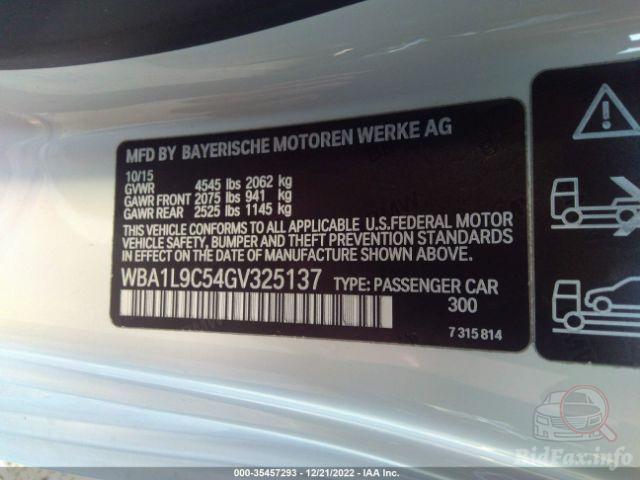 MFD BY BAYERISCHE MOTOREN WERKE AG
10/15
GVWR 4545 lbs 2062 kg
GAWR FRONT 2075 lbs 941 kg
GAWR REAR 2525 lbs 1145 kg
THIS VEHICLE CONFORMS TO ALL APPLICABLE U.S.FEDERAL MOTOR
VEHICLE SAFETY, BUMPER AND THEFT PREVENTION STANDARDS
IN EFFECT ON THE DATE OF MANUFACTURE SHOWN ABOVE.
WBA1L9C54GV325137 TYPE: PASSENGER CAR
300
7 315 814
BidFax.info
000-35457293 - 12/21/2022 - IAA Inc.